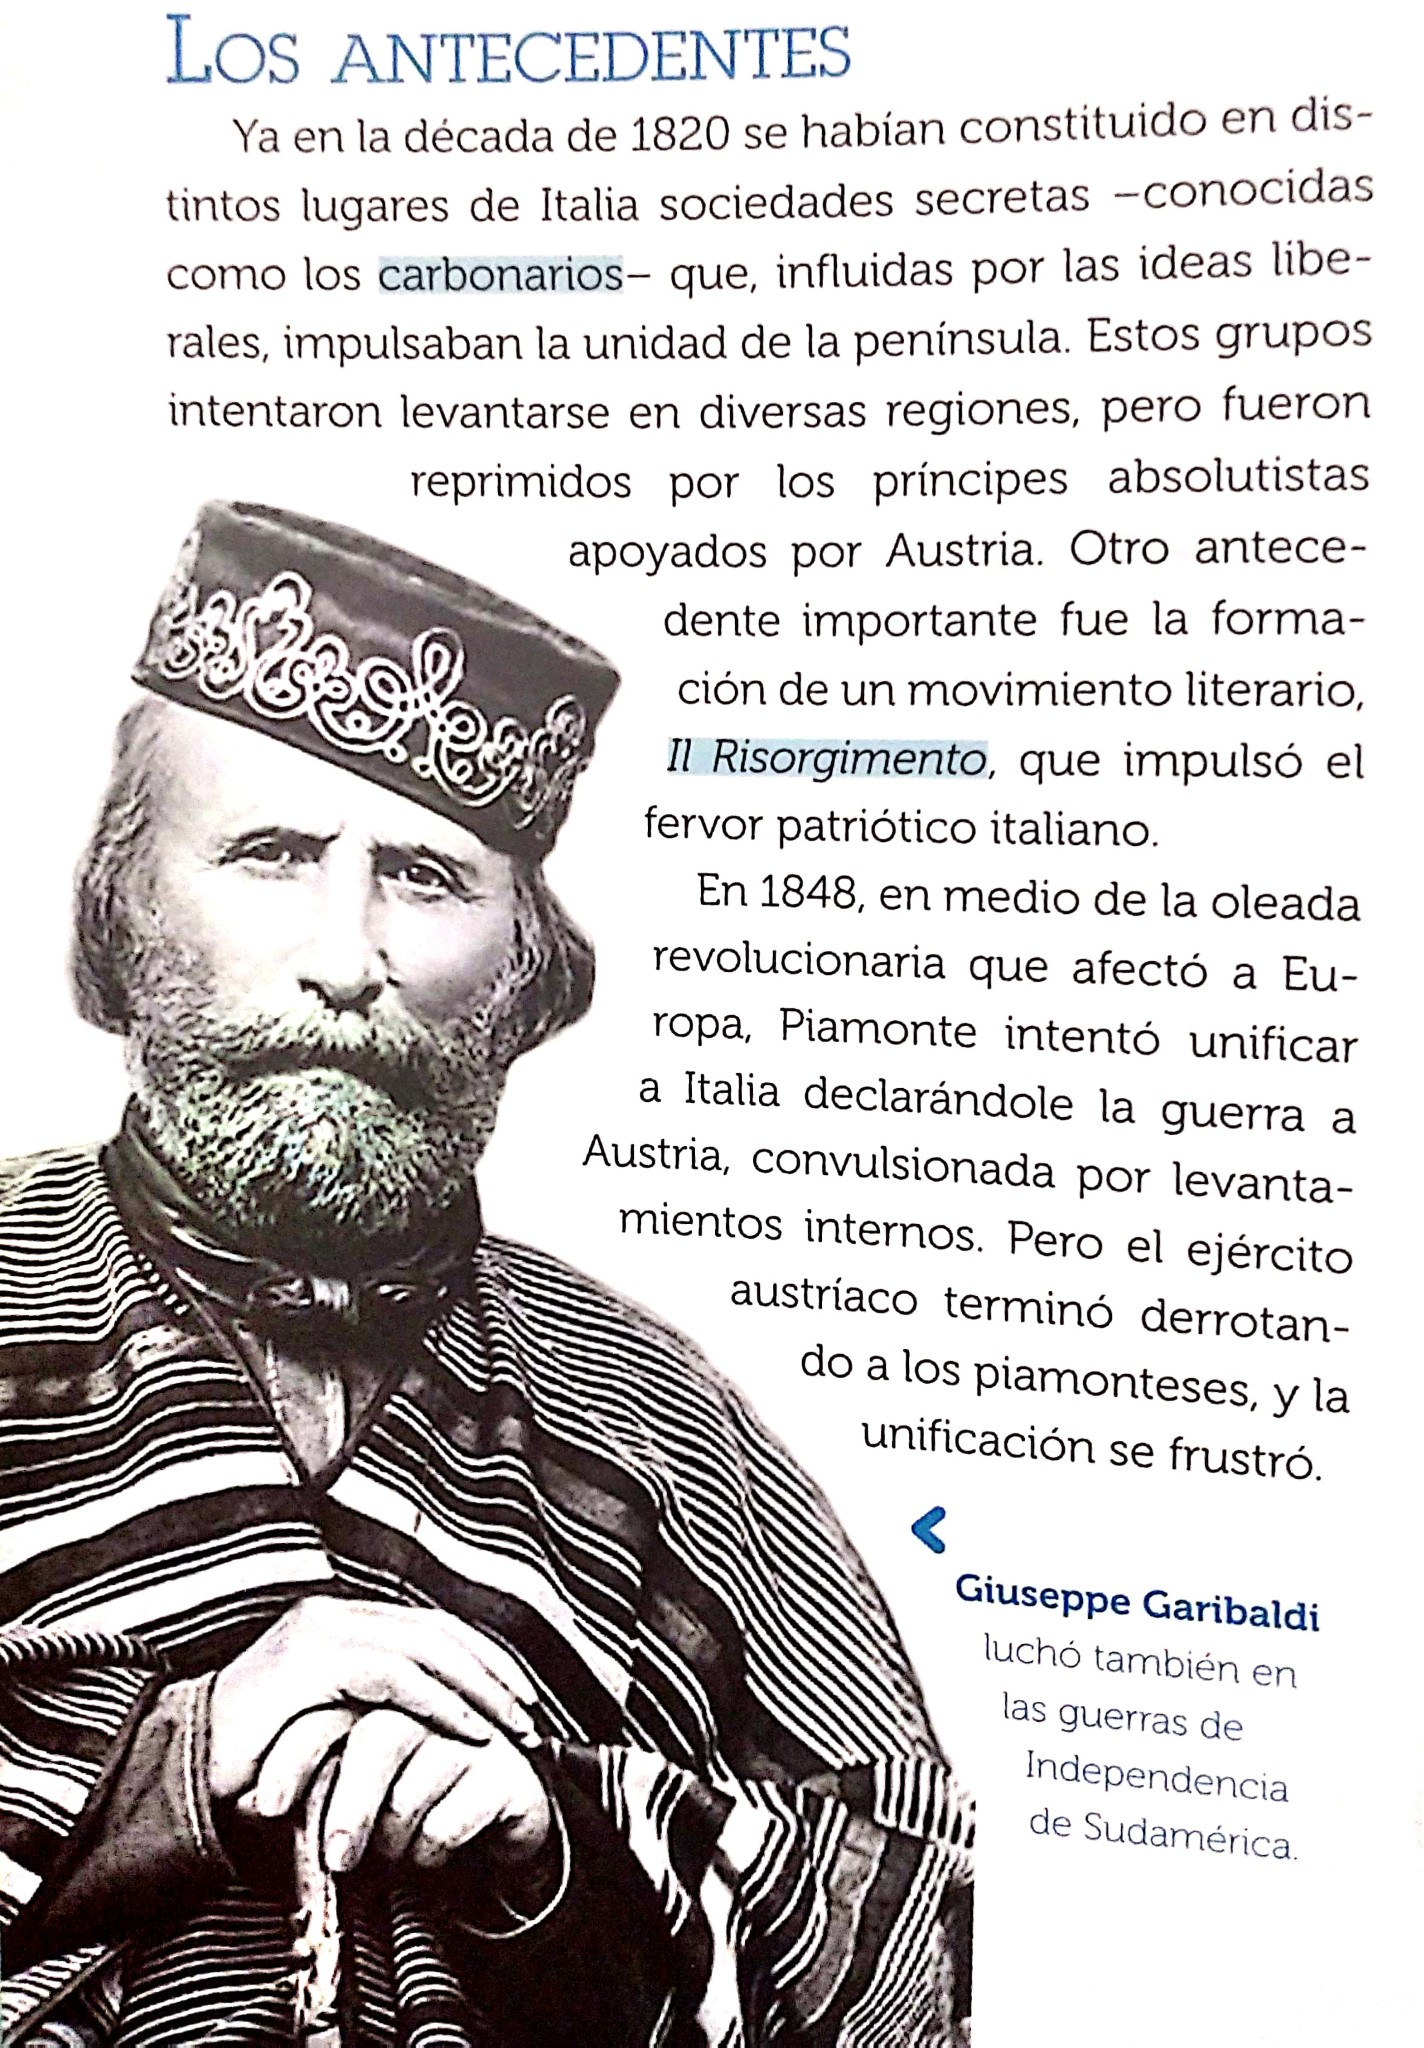 LOS ANTECEDENTES
Ya en la década de 1820 se habían constituido en dis-
tintos lugares de Italia sociedades secretas –conocidas
como los carbonarios– que, influidas por las ideas libe-
rales, impulsaban la unidad de la península. Estos grupos
intentaron levantarse en diversas regiones, pero fueron
reprimidos por los príncipes absolutistas
apoyados por Austria. Otro antece-
dente importante fue la forma-
ción de un movimiento literario,
Il Risorgimento, que impulsó el
fervor patriótico italiano.
En 1848, en medio de la oleada
revolucionaria que afectó a Eu-
ropa, Piamonte intentó unificar
a Italia declarándole la guerra a
Austria, convulsionada por levanta-
mientos internos. Pero el ejército
austríaco terminó derrotan-
do a los piamonteses, y la
unificación se frustró.
Giuseppe Garibaldi
luchó también en
las guerras de
Independencia
de Sudamérica.